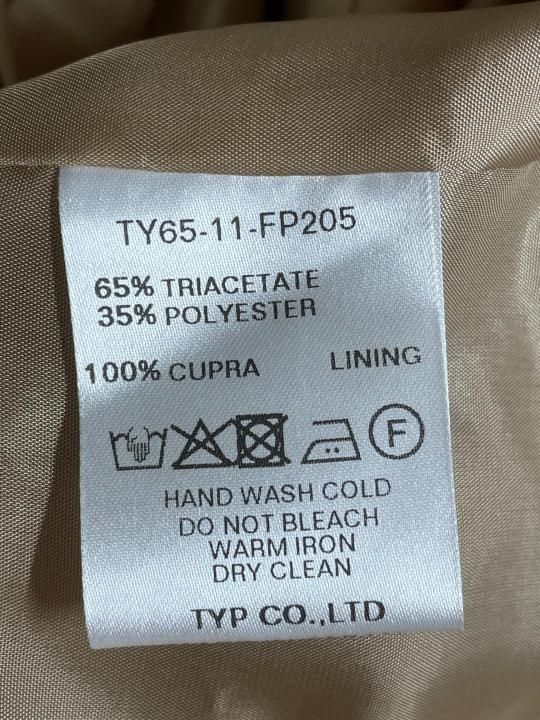 TY65-11-FP205
65% TRIACETATE
35% POLYESTER
100% CUPRA LINING
F
HAND WASH COLD
DO NOT BLEACH
WARM IRON
DRY CLEAN
TYP CO.,LTD